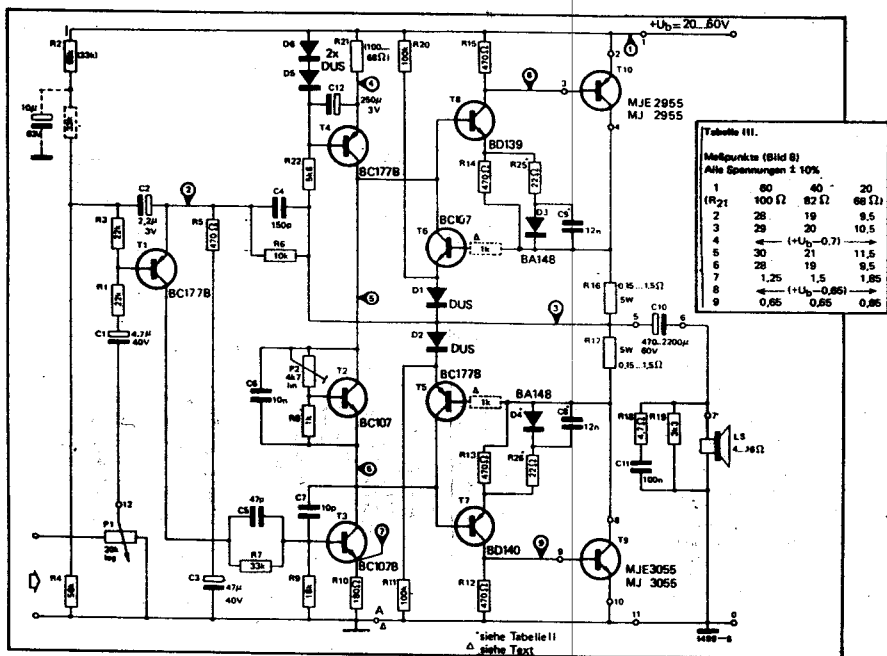 +Ub = 20...60V
R2
(33k)
10µ
63V
R3
22k
C2
2,2µ
3V
T1
BC177B
R1
22k
C1
4,7µ
40V
12
P1
20k
log
R4
56k
R5
470Ω
C3
47µ
40V
D6
2x
D5
DUS
R21
(100...
68Ω)
C12
250µ
3V
T4
BC177B
R22
5k6
C4
150p
R6
10k
P2
4k7
lin
C6
10n
R8
1k
T2
BC107
C5
47p
R7
33k
C7
10p
T3
BC107B
R9
18k
R10
180Ω
A
Δ
R20
100k
T6
BC107
Δ
1k
D1
DUS
D2
DUS
BC177B
T5
Δ
1k
R11
100k
R15
470Ω
T8
BD139
R14
470Ω
R25*
22Ω
D3
BA148
C9*
12n
BA148
D4*
C8*
12n
R13
470Ω
R26*
22Ω
T7
BD140
R12
470Ω
T10
MJE2955
MJ 2955
R16
0,15...1,5Ω
5W
R17
5W
0,15...1,5Ω
C10
470...2200µ
60V
R18
4,7Ω
R19
3k3
C11
100n
LS
4...16Ω
T9
MJE3055
MJ 3055
1
2
3
4
5
6
7
8
9
10
11
0
1499-6
*siehe Tabelle II
Δ siehe Text
Tabelle III.
Meßpunkte (Bild 8)
Alle Spannungen ± 10%
1 60 40 20
(R21 100 Ω 82 Ω 68 Ω)
2 28 19 9,5
3 29 20 10,5
4 (+Ub−0,7)
5 30 21 11,5
6 28 19 9,5
7 1,25 1,5 1,85
8 (+Ub−0,65)
9 0,65 0,65 0,65